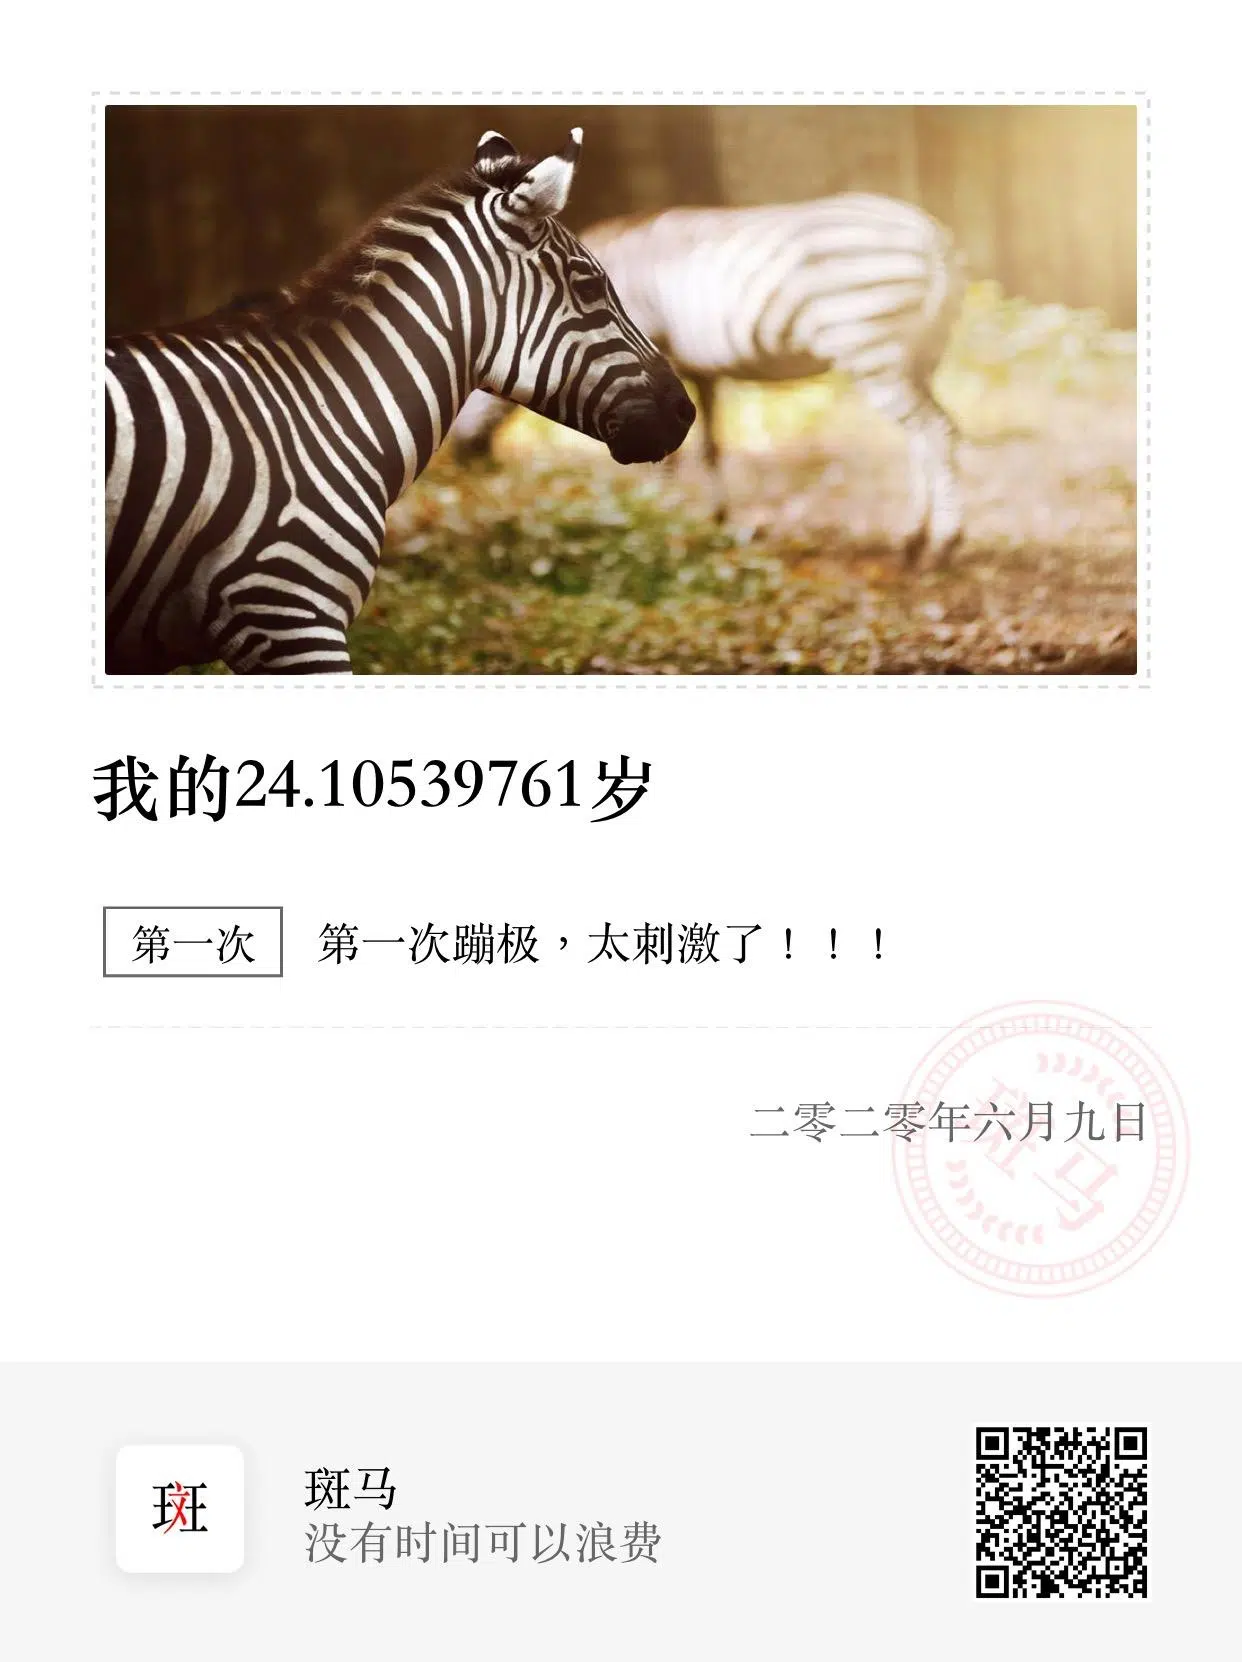 我的24.10539761岁
第一次
第一次蹦极，太刺激了！！！
二零二零年六月九日
斑马
斑
斑马
没有时间可以浪费